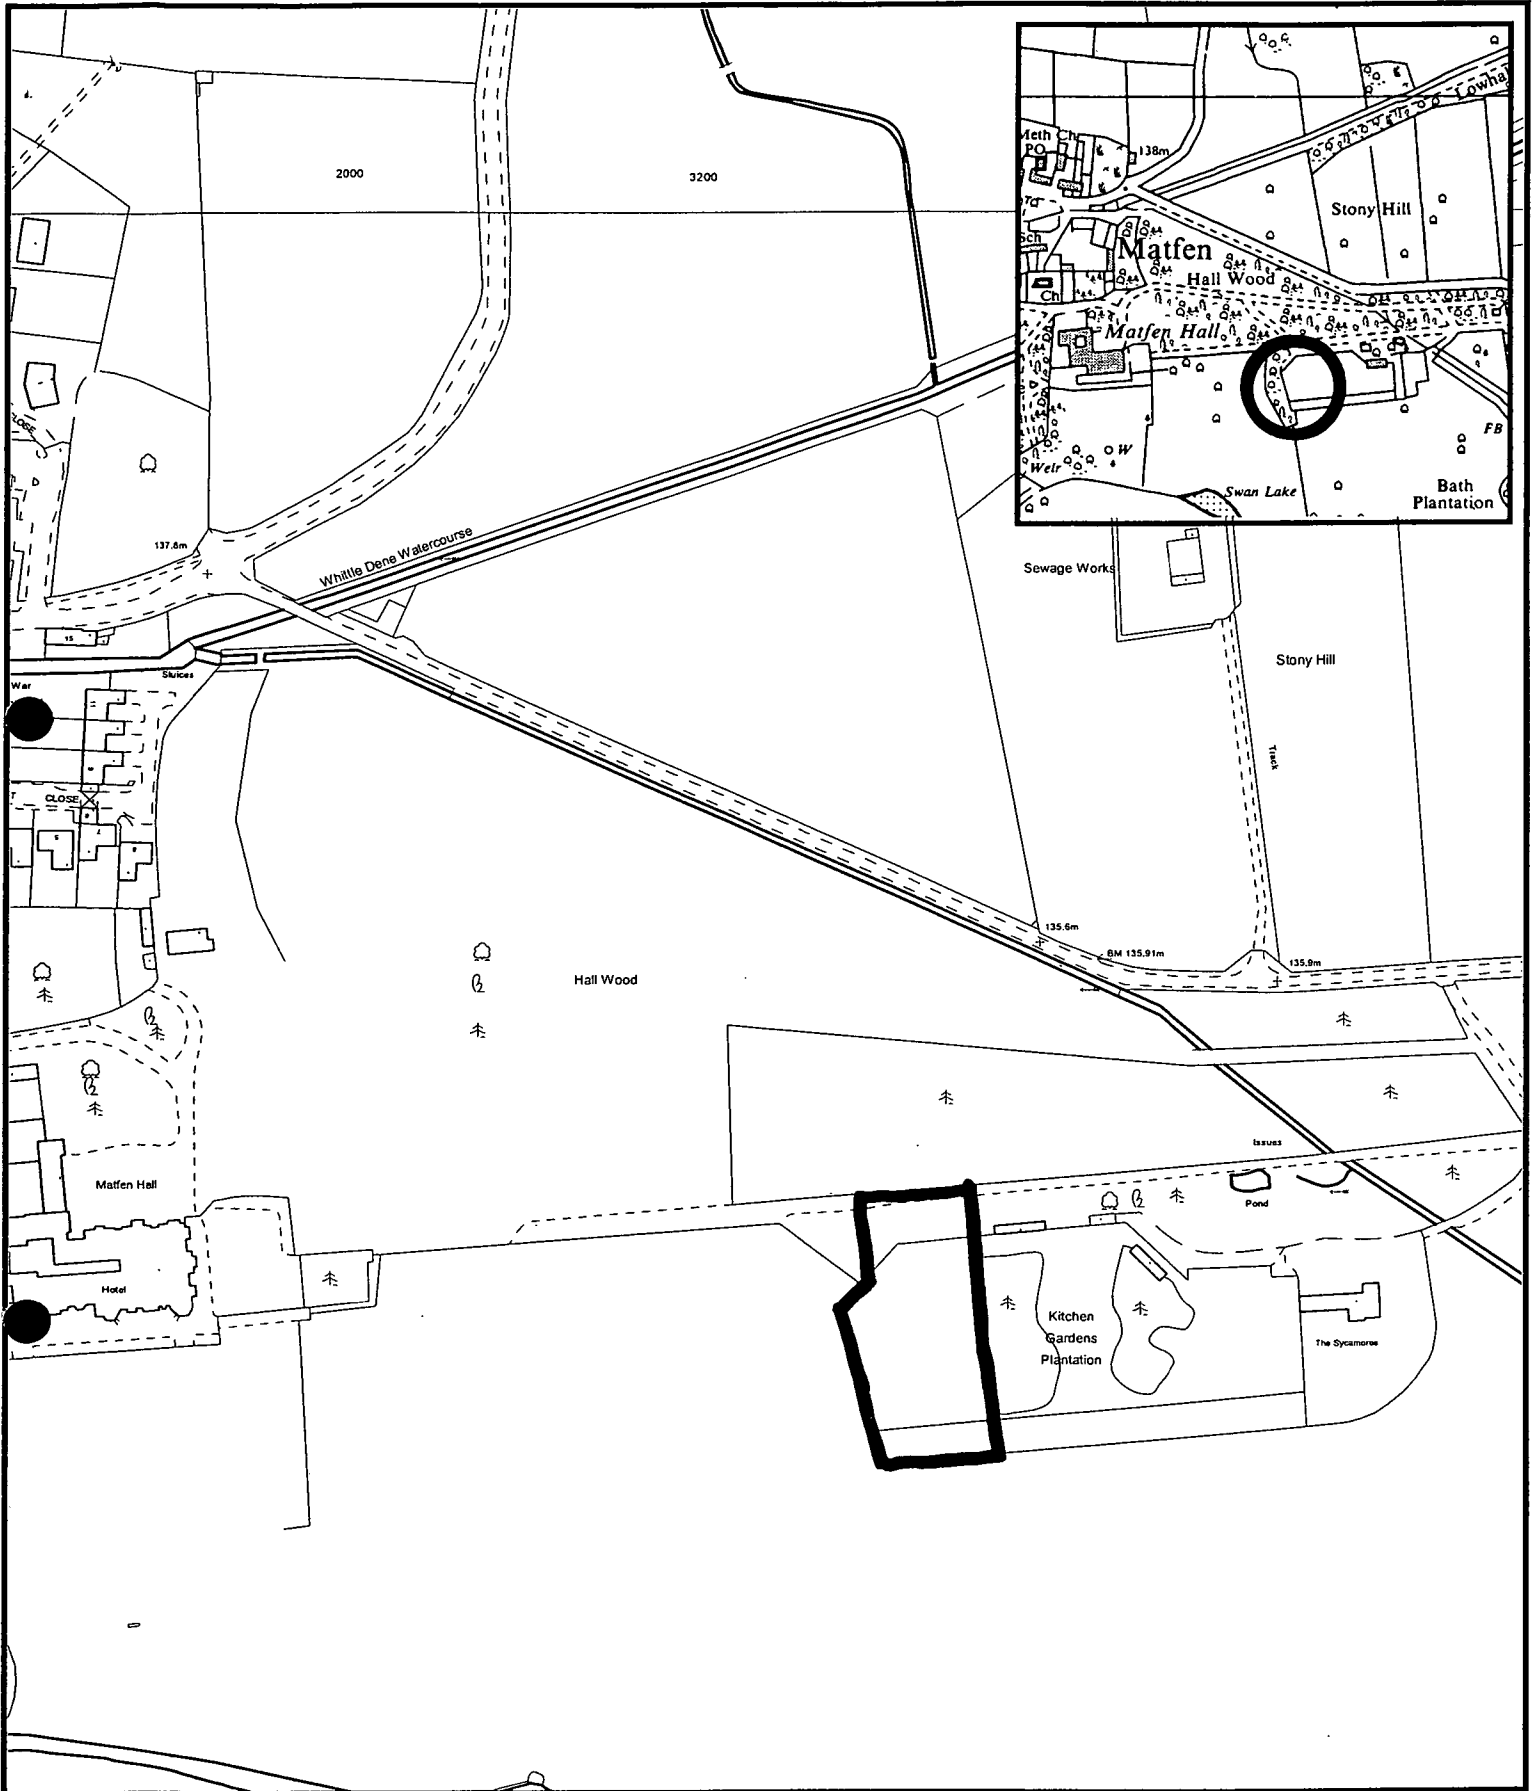 2000
3200
Lowha
Meth Ch
PO
138m
Stony Hill
Sch
Matfen
Hall Wood
Ch
Matfen Hall
FB
W
Weir
Swan Lake
Bath
Plantation
CLOSE
137.8m
Whittle Dene Watercourse
Sewage Works
15
Stony Hill
Sluices
War
Track
CLOSE
135.6m
BM 135.91m
135.9m
Hall Wood
Issues
Matfen Hall
Pond
Hotel
Kitchen
Gardens
Plantation
The Sycamores